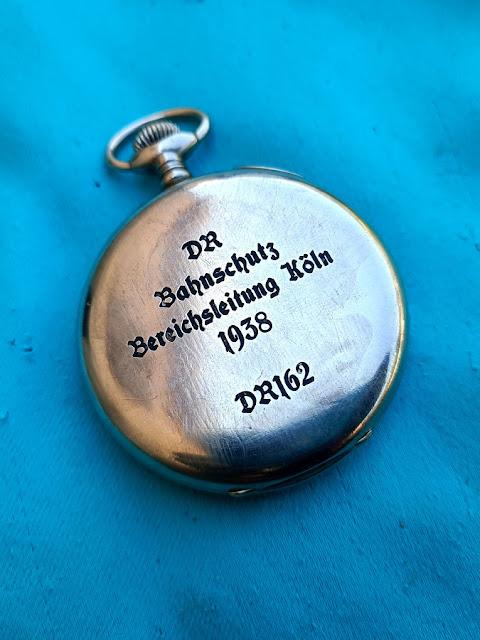 DR
Bahnschutz
Bereichsleitung Köln
1938
DR162